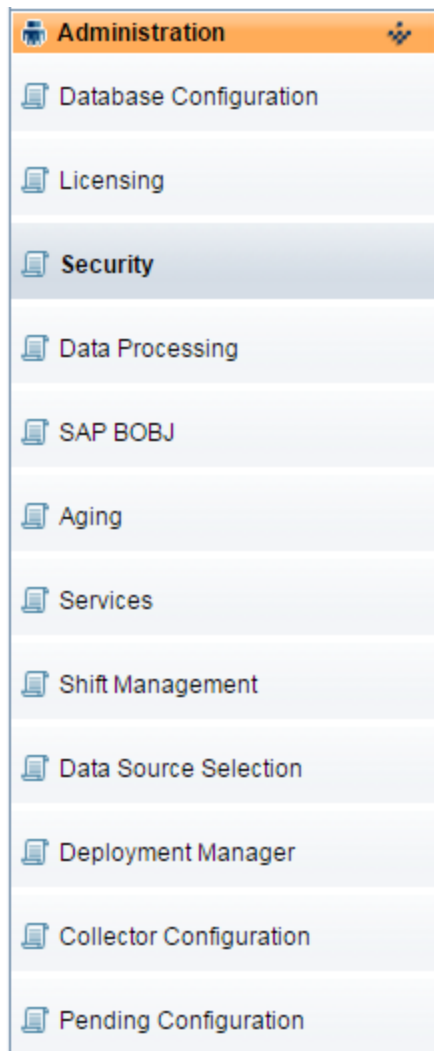 Administration
Database Configuration
Licensing
Security
Data Processing
SAP BOBJ
Aging
Services
Shift Management
Data Source Selection
Deployment Manager
Collector Configuration
Pending Configuration